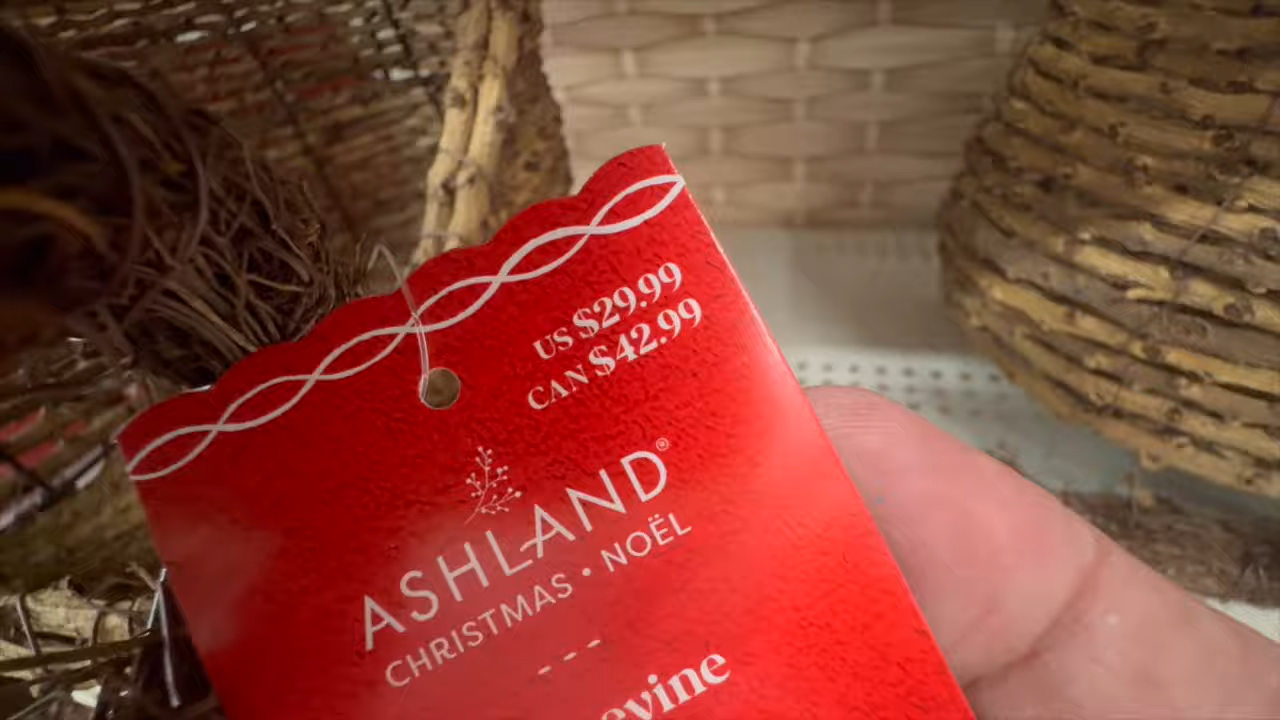 US $29.99
CAN $42.99
ASHLAND®
CHRISTMAS • NOËL